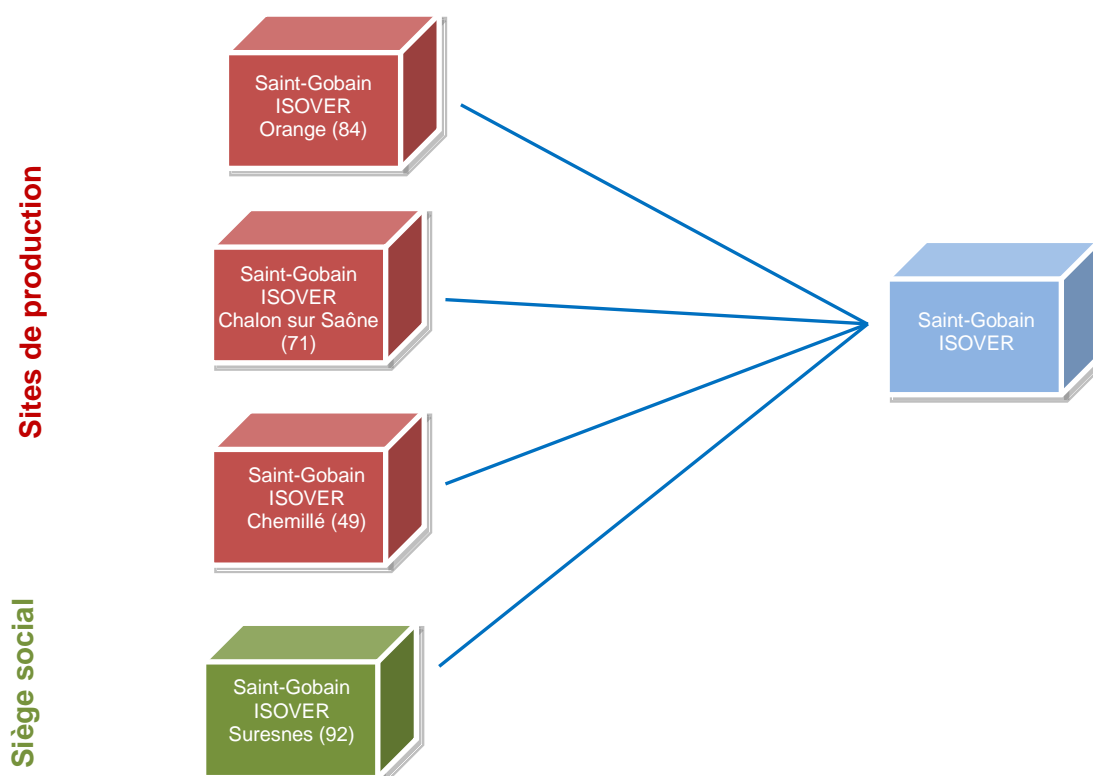 Sites de production
Saint-Gobain
ISOVER
Orange (84)
Saint-Gobain
ISOVER
Chalon sur Saône
(71)
Saint-Gobain
ISOVER
Chemillé (49)
Siège social
Saint-Gobain
ISOVER
Suresnes (92)
Saint-Gobain
ISOVER